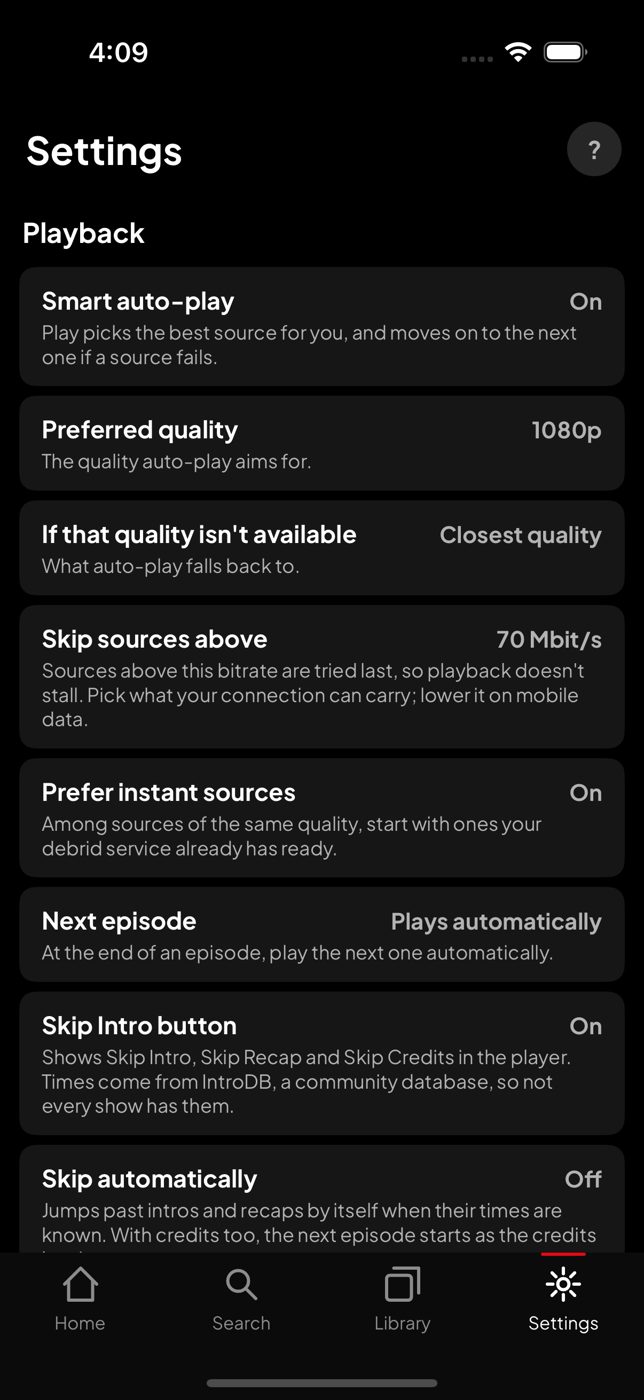 4:09
Settings
?
Playback
Smart auto-play
On
Play picks the best source for you, and moves on to the next
one if a source fails.
Preferred quality
1080p
The quality auto-play aims for.
If that quality isn't available
Closest quality
What auto-play falls back to.
Skip sources above
70 Mbit/s
Sources above this bitrate are tried last, so playback doesn't
stall. Pick what your connection can carry; lower it on mobile
data.
Prefer instant sources
On
Among sources of the same quality, start with ones your
debrid service already has ready.
Next episode
Plays automatically
At the end of an episode, play the next one automatically.
Skip Intro button
On
Shows Skip Intro, Skip Recap and Skip Credits in the player.
Times come from IntroDB, a community database, so not
every show has them.
Skip automatically
Off
Jumps past intros and recaps by itself when their times are
known. With credits too, the next episode starts as the credits
Home
Search
Library
Settings